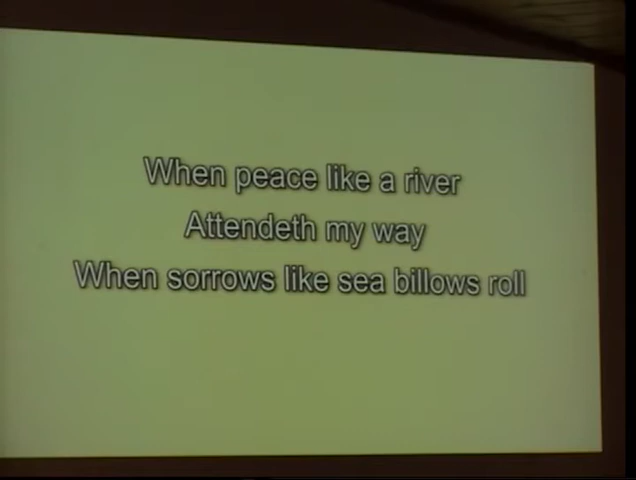 When peace like a river
Attendeth my way
When sorrows like sea billows roll